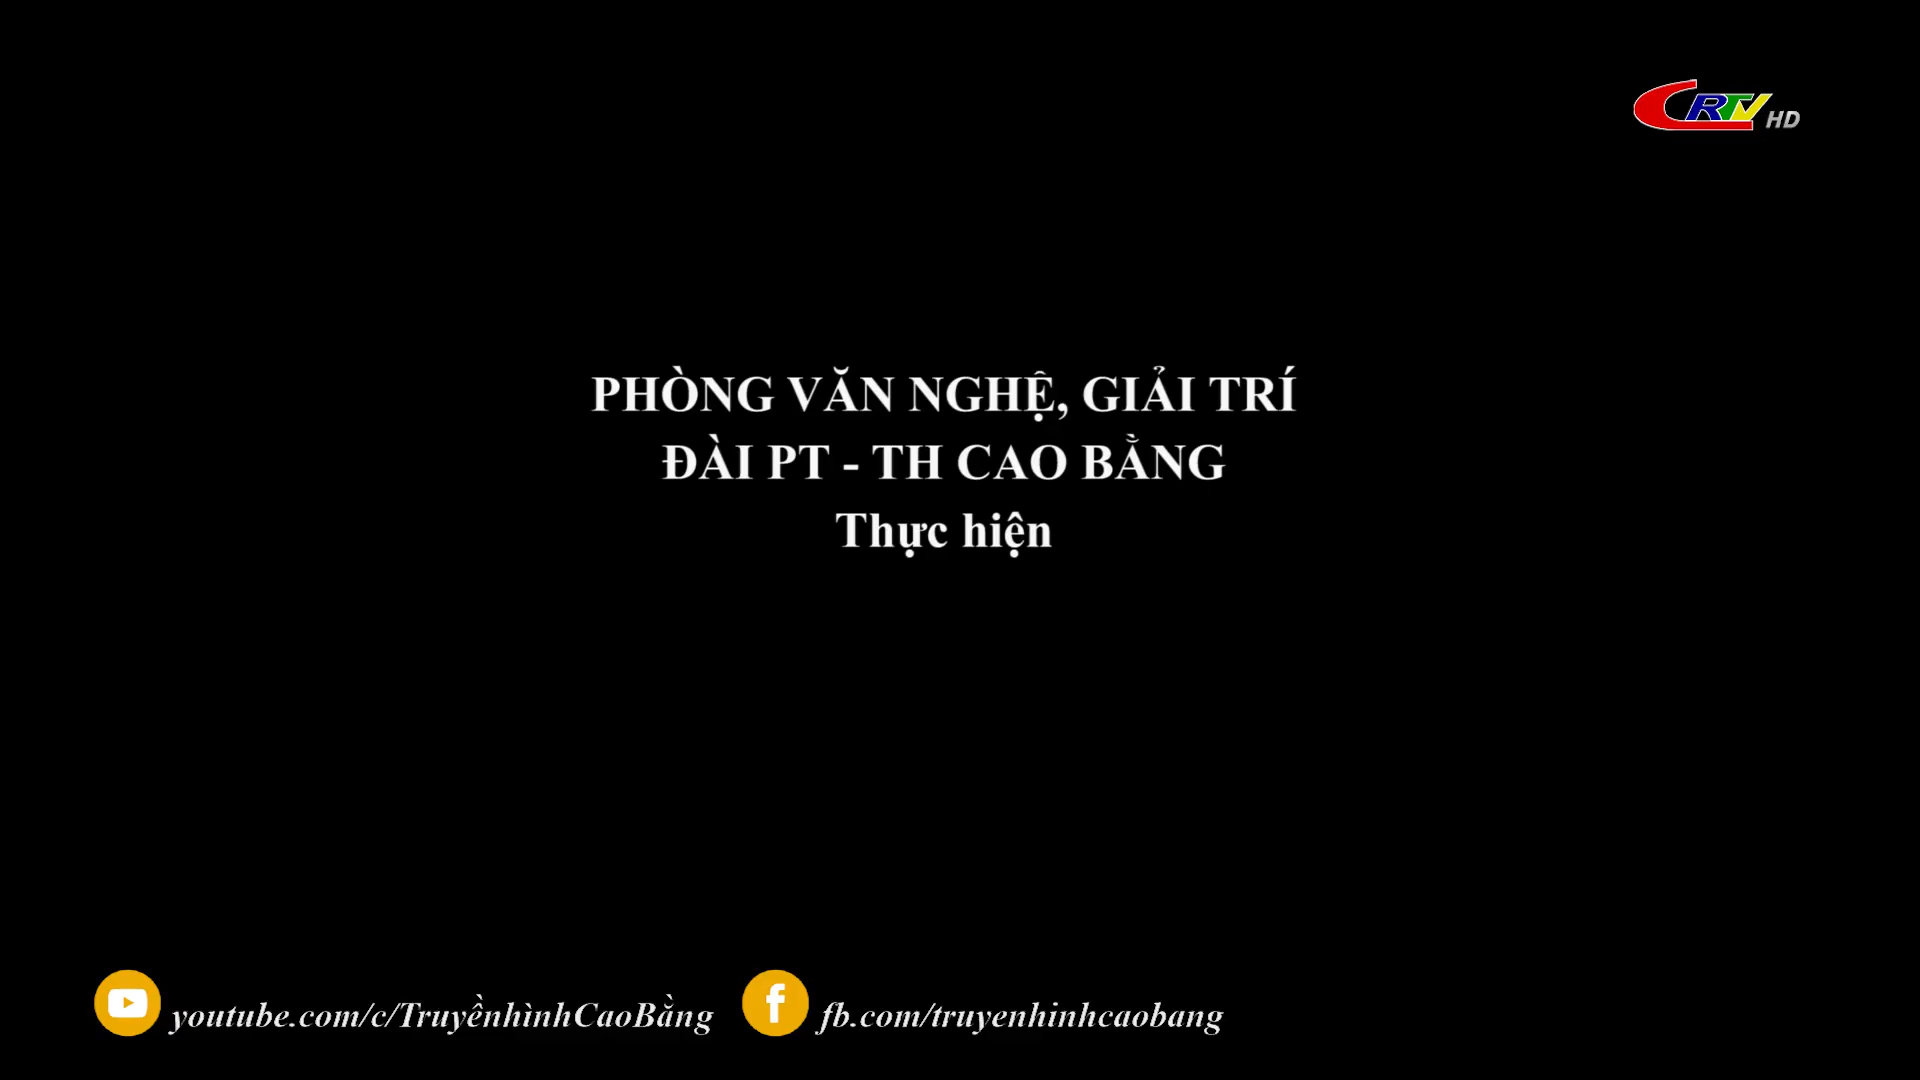 CRTV HD
PHÒNG VĂN NGHỆ, GIẢI TRÍ
ĐÀI PT - TH CAO BẰNG
Thực hiện
youtube.com/c/TruyềnhìnhCaoBằng fb.com/truyenhinhcaobang